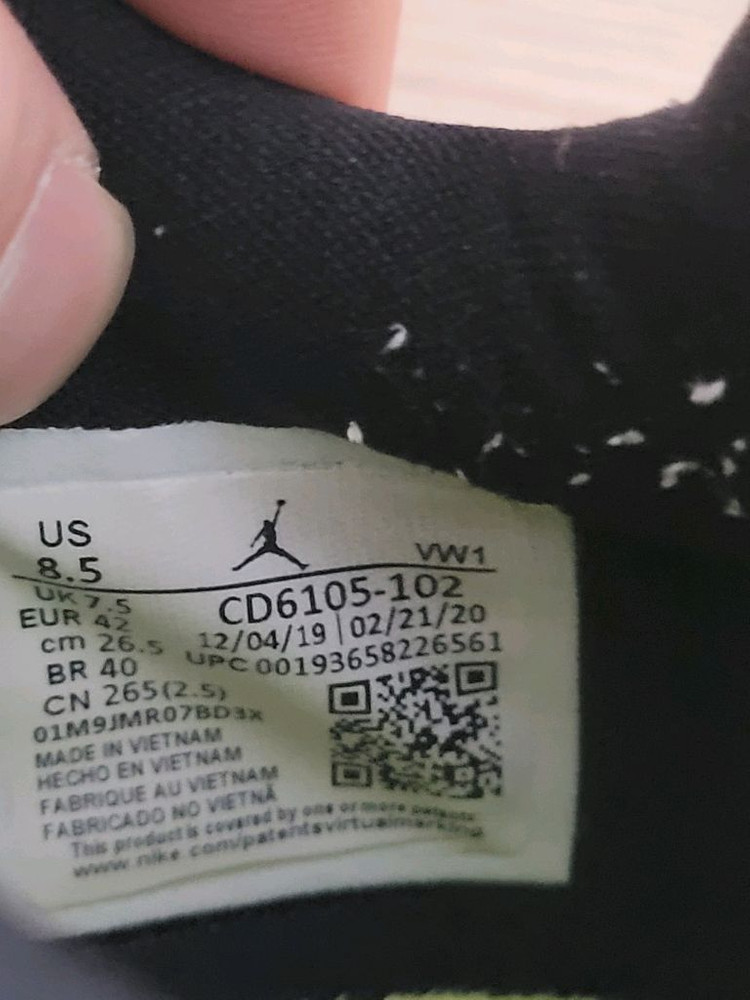 US
8.5
VW1
UK 7.5
EUR 42
cm 26.5
BR 40
CN 265(2.5)
CD6105-102
12/04/19 | 02/21/20
UPC 00193658226561
01M9JMR07BD3X
MADE IN VIETNAM
HECHO EN VIETNAM
FABRIQUE AU VIETNAM
FABRICADO NO VIETNÃ
This product is covered by one or more patents
www.nike.com/patentsvirtualmarking